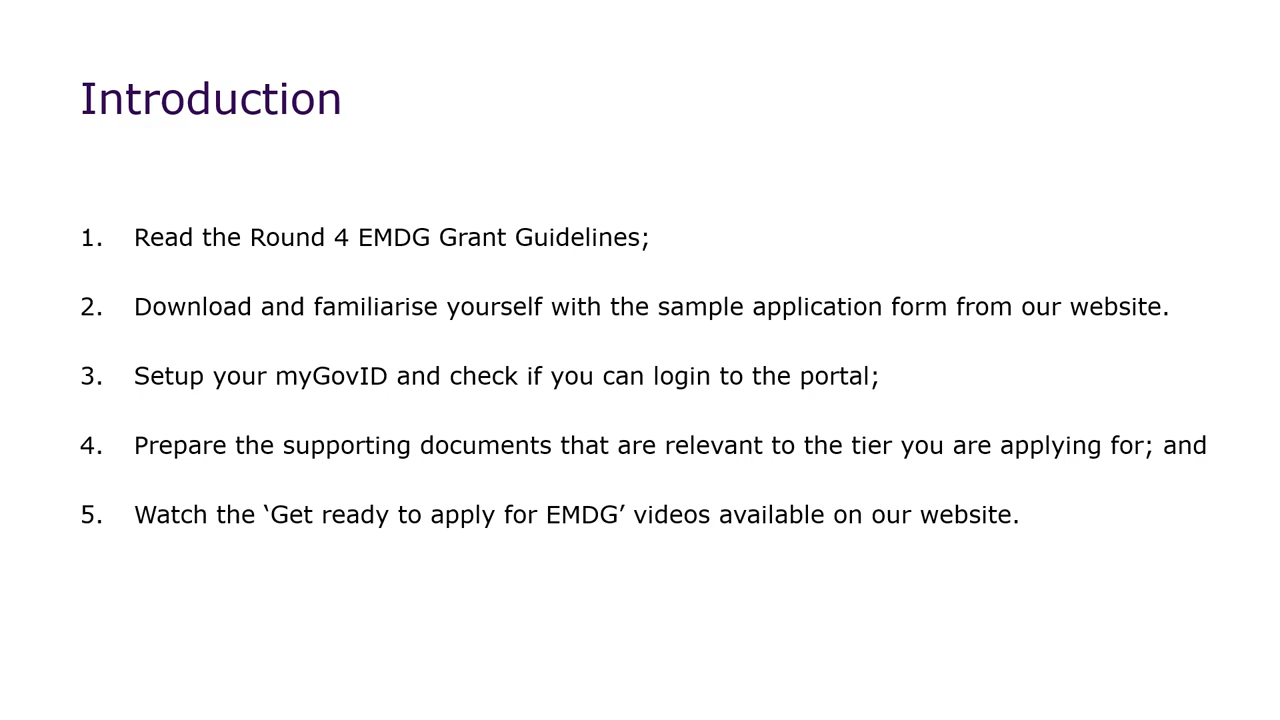 Introduction
1. Read the Round 4 EMDG Grant Guidelines;
2. Download and familiarise yourself with the sample application form from our website.
3. Setup your myGovID and check if you can login to the portal;
4. Prepare the supporting documents that are relevant to the tier you are applying for; and
5. Watch the ‘Get ready to apply for EMDG’ videos available on our website.